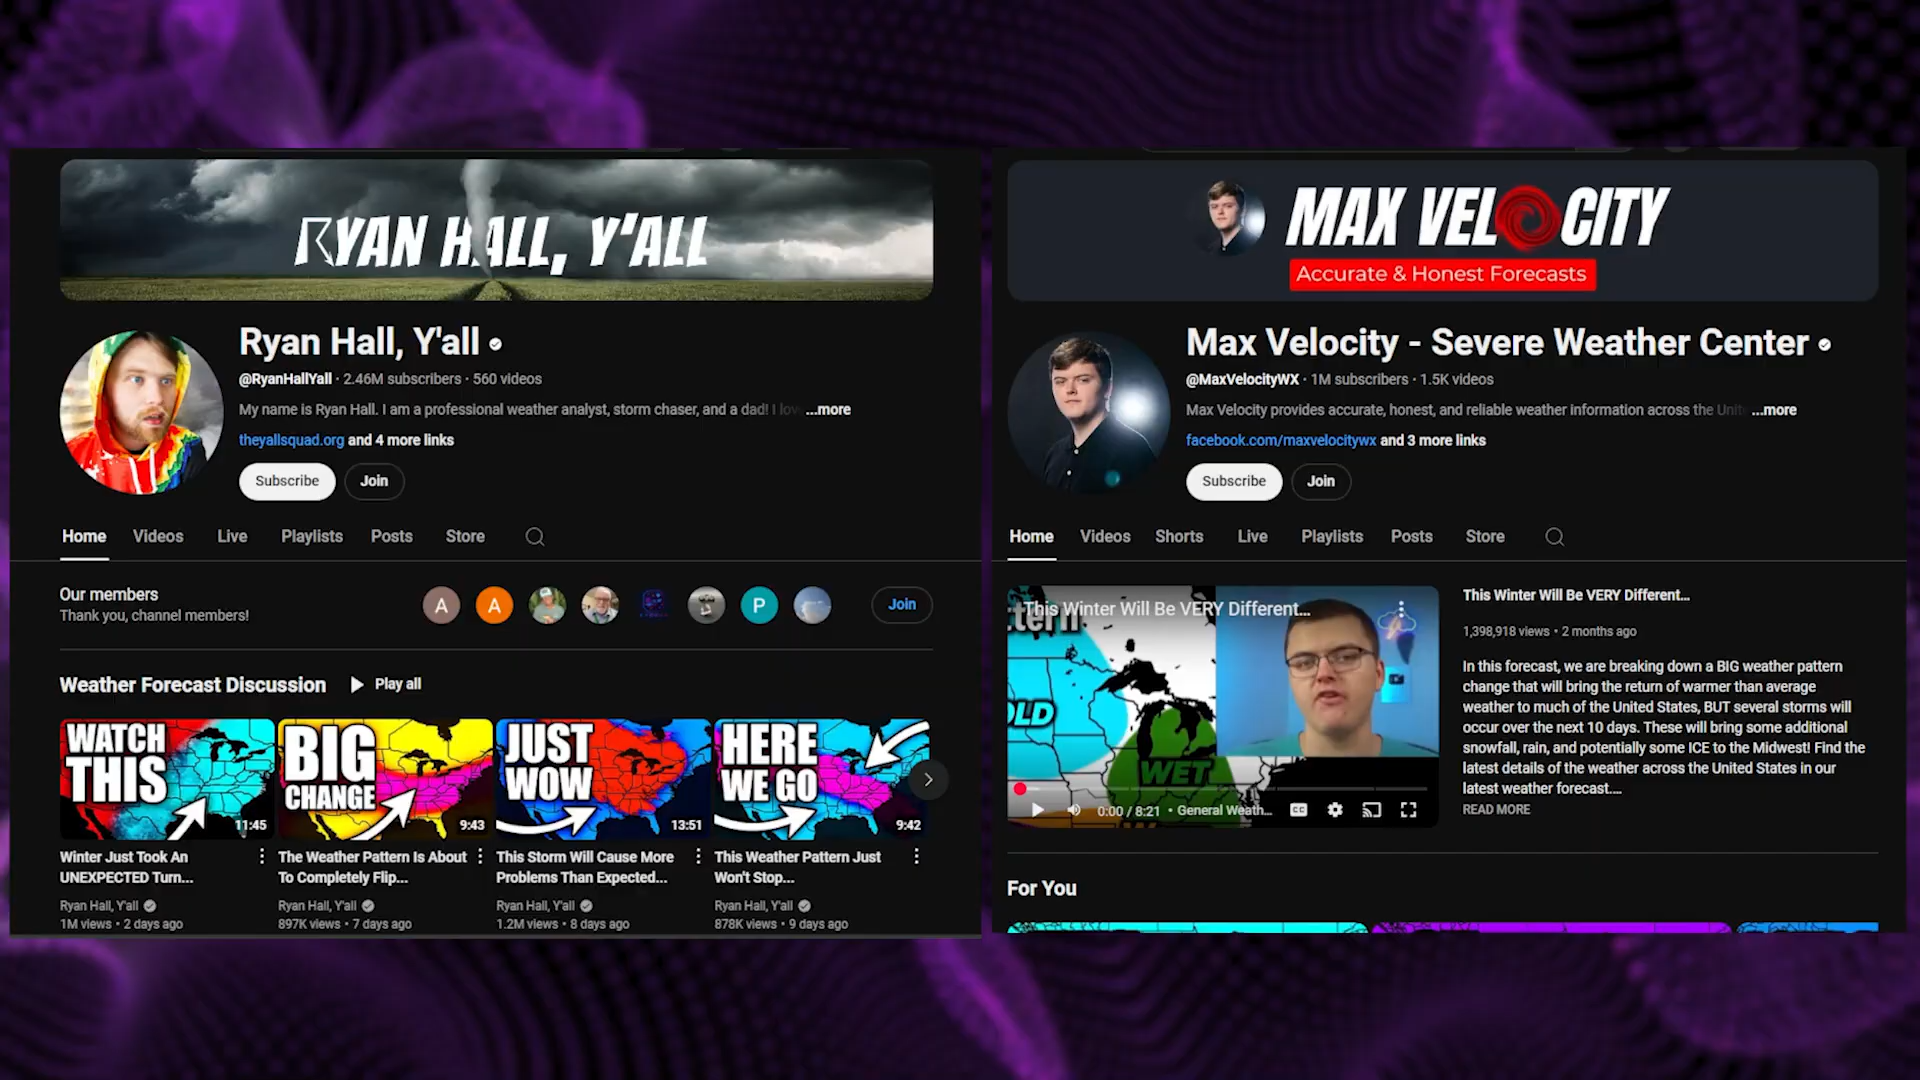 RYAN HALL, Y'ALL
Ryan Hall, Y'all
@RyanHallYall · 2.46M subscribers · 560 videos
My name is Ryan Hall. I am a professional weather analyst, storm chaser, and a dad! I lov ...more
theyallsquad.org and 4 more links
Subscribe
Join
Home
Videos
Live
Playlists
Posts
Store
Our members
Thank you, channel members!
A
A
P
Join
Weather Forecast Discussion
Play all
WATCH
THIS
11:45
BIG
CHANGE
9:43
JUST
WOW
13:51
HERE
WE GO
9:42
Winter Just Took An
UNEXPECTED Turn...
Ryan Hall, Y'all
1M views · 2 days ago
The Weather Pattern Is About
To Completely Flip...
Ryan Hall, Y'all
897K views · 7 days ago
This Storm Will Cause More
Problems Than Expected...
Ryan Hall, Y'all
1.2M views · 8 days ago
This Weather Pattern Just
Won't Stop...
Ryan Hall, Y'all
878K views · 9 days ago
MAX VELOCITY
Accurate & Honest Forecasts
Max Velocity - Severe Weather Center
@MaxVelocityWX · 1M subscribers · 1.5K videos
Max Velocity provides accurate, honest, and reliable weather information across the Unit ...more
facebook.com/maxvelocitywx and 3 more links
Subscribe
Join
Home
Videos
Shorts
Live
Playlists
Posts
Store
This Winter Will Be VERY Different...
tern
OLD
WET
0:00 / 8:21 · General Weath...
CC
This Winter Will Be VERY Different...
1,398,918 views · 2 months ago
In this forecast, we are breaking down a BIG weather pattern
change that will bring the return of warmer than average
weather to much of the United States, BUT several storms will
occur over the next 10 days. These will bring some additional
snowfall, rain, and potentially some ICE to the Midwest! Find the
latest details of the weather across the United States in our
latest weather forecast....
READ MORE
For You